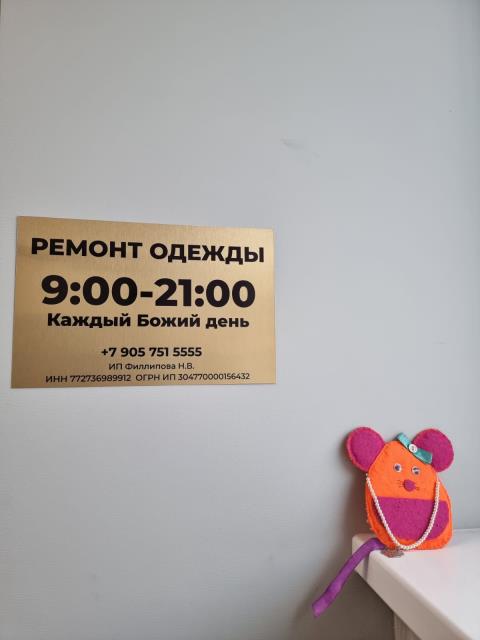 РЕМОНТ ОДЕЖДЫ
9:00-21:00
Каждый Божий день
+7 905 751 5555
ИП Филлипова Н.В.
ИНН 772736989912 ОГРН ИП 304770000156432